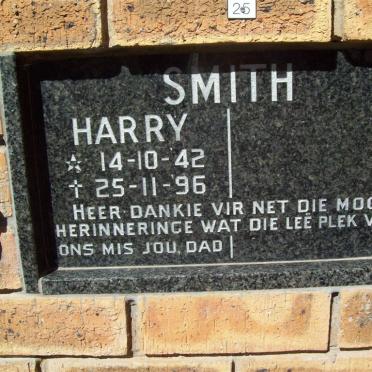 25
SMITH
HARRY
☆ 14-10-42
† 25-11-96
HEER DANKIE VIR NET DIE
HERINNERINGE WAT DIE LEË PLEK
ONS MIS JOU, DAD